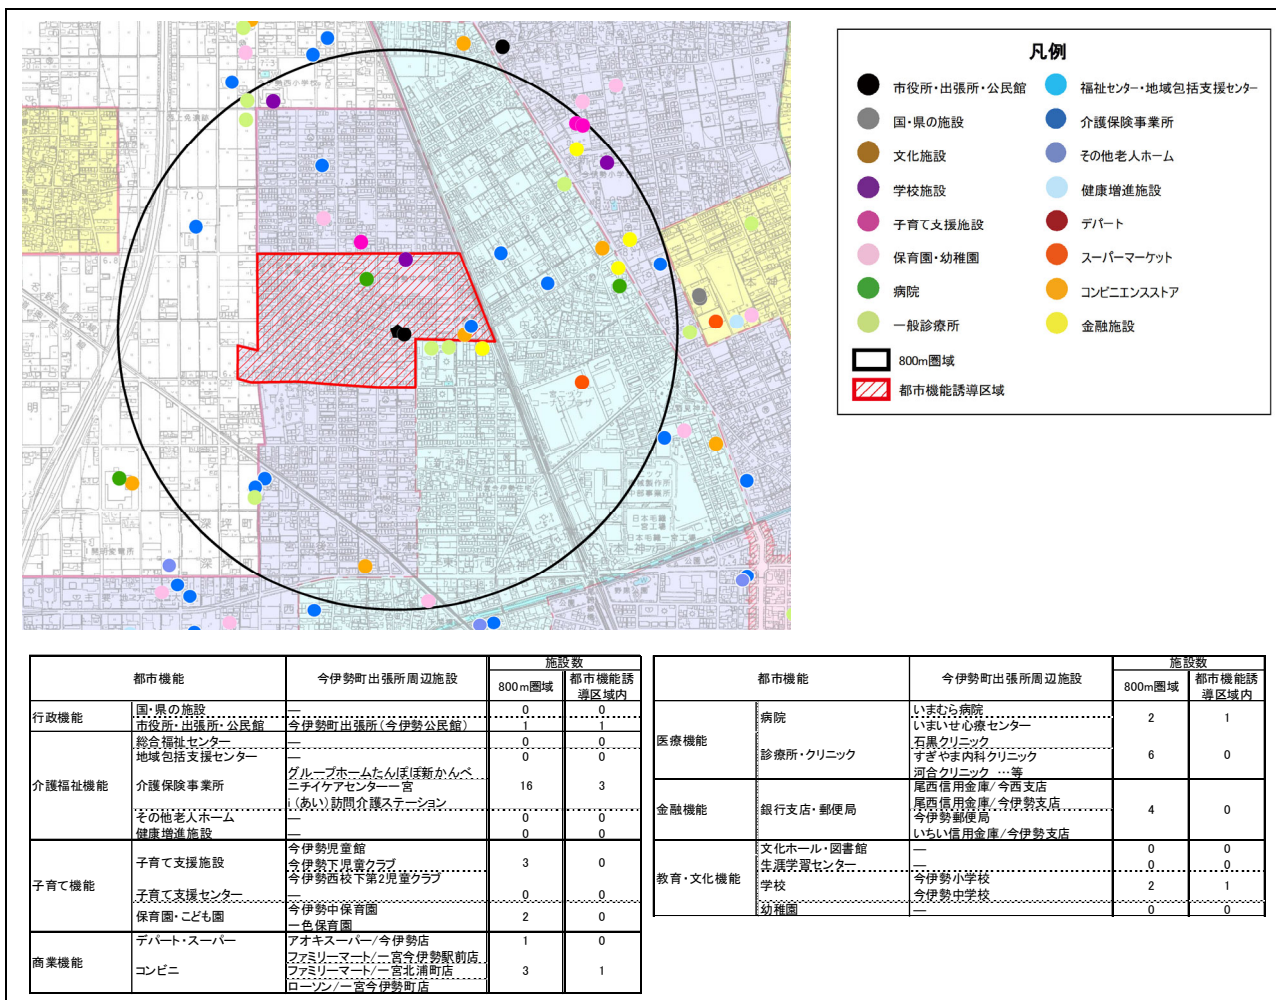 凡例
市役所・出張所・公民館
国・県の施設
文化施設
学校施設
子育て支援施設
保育園・幼稚園
病院
一般診療所
福祉センター・地域包括支援センター
介護保険事業所
その他老人ホーム
健康増進施設
デパート
スーパーマーケット
コンビニエンスストア
金融施設
800m圏域
都市機能誘導区域
都市機能 今伊勢町出張所周辺施設 施設数
800m圏域 都市機能誘導区域内
行政機能 国・県の施設 ― 0 0
市役所・出張所・公民館 今伊勢町出張所(今伊勢公民館) 1 1
介護福祉機能 総合福祉センター ― 0 0
地域包括支援センター ― 0 0
介護保険事業所 グループホームたんぽぽ新かんべ 16 3
ニチイケアセンター一宮
i(あい)訪問介護ステーション
その他老人ホーム ― 0 0
健康増進施設 ― 0 0
子育て機能 子育て支援施設 今伊勢児童館 3 0
今伊勢下児童クラブ
今伊勢西校下第2児童クラブ
子育て支援センター ― 0 0
保育園・こども園 今伊勢中保育園 2 0
一色保育園
商業機能 デパート・スーパー アオキスーパー/今伊勢店 1 0
コンビニ ファミリーマート/一宮今伊勢駅前店 3 1
ファミリーマート/一宮北浦町店
ローソン/一宮今伊勢町店
都市機能 今伊勢町出張所周辺施設 施設数
800m圏域 都市機能誘導区域内
医療機能 病院 いまむら病院 2 1
いまいせ心療センター
診療所・クリニック 石黒クリニック 6 0
すぎやま内科クリニック
河合クリニック …等
金融機能 銀行支店・郵便局 尾西信用金庫/今西支店 4 0
尾西信用金庫/今伊勢支店
今伊勢郵便局
いちい信用金庫/今伊勢支店
教育・文化機能 文化ホール・図書館 ― 0 0
生涯学習センター ― 0 0
学校 今伊勢小学校 2 1
今伊勢中学校
幼稚園 ― 0 0